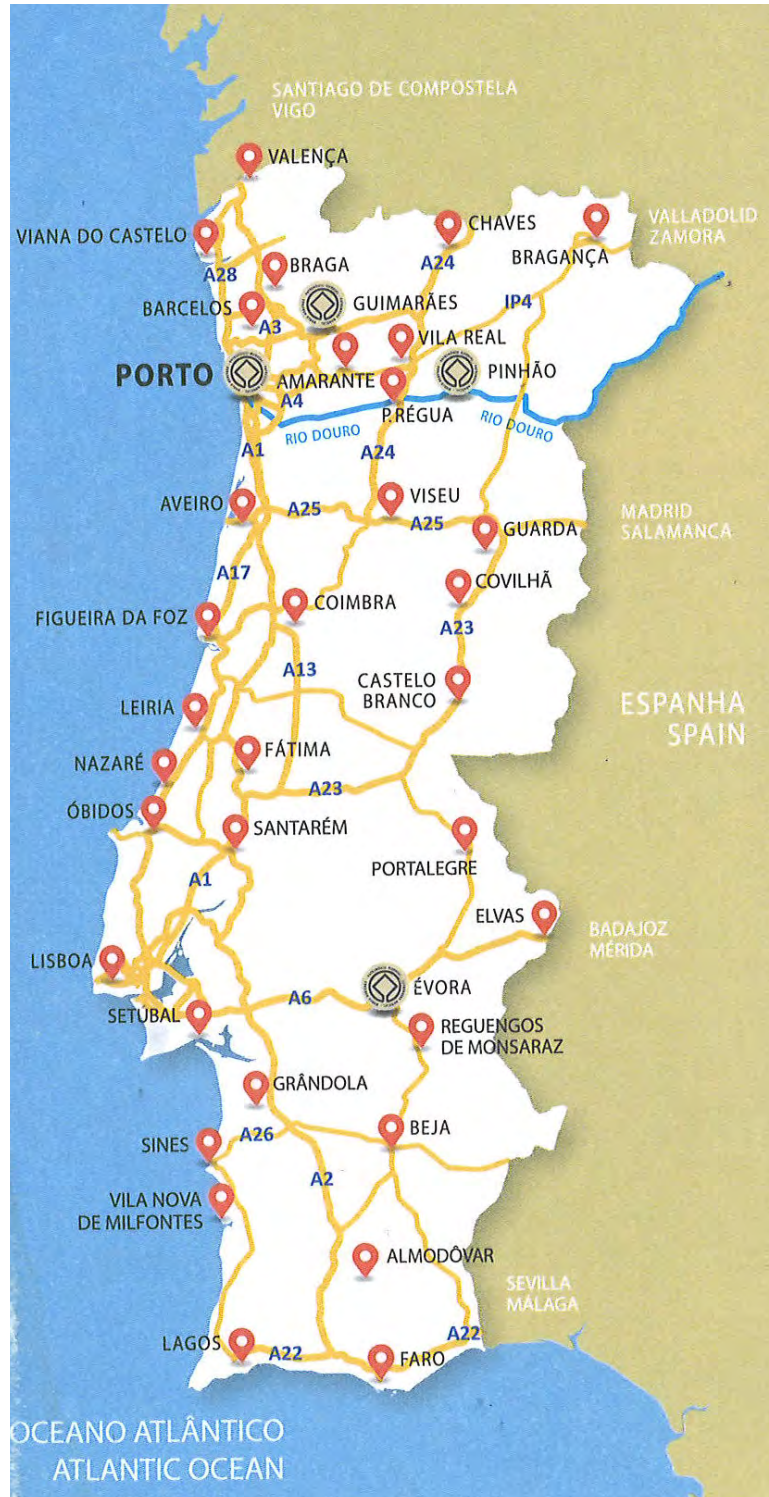 SANTIAGO DE COMPOSTELA
VIGO
VALENÇA
VIANA DO CASTELO
CHAVES
BRAGANÇA
VALLADOLID
ZAMORA
A28
BRAGA
A24
BARCELOS
A3
GUIMARÃES
IP4
VILA REAL
PORTO
AMARANTE
PINHÃO
A4
P.RÉGUA
RIO DOURO
RIO DOURO
A1
A24
AVEIRO
A25
VISEU
A25
GUARDA
MADRID
SALAMANCA
A17
COVILHÃ
FIGUEIRA DA FOZ
COIMBRA
A23
A13
CASTELO
BRANCO
LEIRIA
ESPANHA
SPAIN
FÁTIMA
NAZARÉ
A23
ÓBIDOS
SANTARÉM
PORTALEGRE
A1
ELVAS
BADAJOZ
MÉRIDA
LISBOA
ÉVORA
A6
SETÚBAL
REGUENGOS
DE MONSARAZ
GRÂNDOLA
BEJA
A26
SINES
A2
VILA NOVA
DE MILFONTES
ALMODÔVAR
SEVILLA
MÁLAGA
LAGOS
A22
FARO
A22
OCEANO ATLÂNTICO
ATLANTIC OCEAN